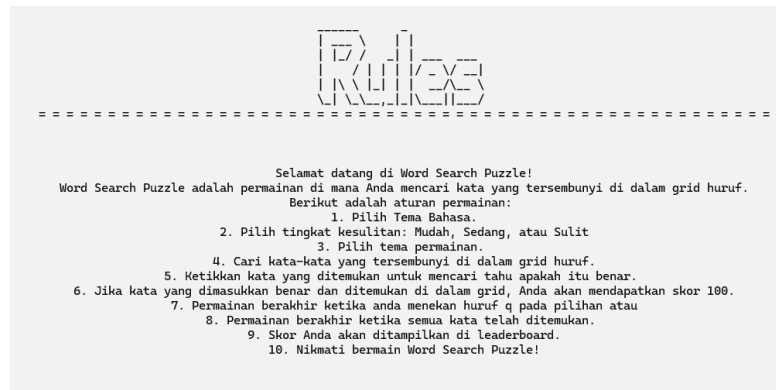 Rules
= = = = = = = = = = = = = = = = = = = = = = = = = = = = = = = = = = = = = = = = = = = = = = = = = = = = =
Selamat datang di Word Search Puzzle!
Word Search Puzzle adalah permainan di mana Anda mencari kata yang tersembunyi di dalam grid huruf.
Berikut adalah aturan permainan:
1. Pilih Tema Bahasa.
2. Pilih tingkat kesulitan: Mudah, Sedang, atau Sulit
3. Pilih tema permainan.
4. Cari kata-kata yang tersembunyi di dalam grid huruf.
5. Ketikkan kata yang ditemukan untuk mencari tahu apakah itu benar.
6. Jika kata yang dimasukkan benar dan ditemukan di dalam grid, Anda akan mendapatkan skor 100.
7. Permainan berakhir ketika anda menekan huruf q pada pilihan atau
8. Permainan berakhir ketika semua kata telah ditemukan.
9. Skor Anda akan ditampilkan di leaderboard.
10. Nikmati bermain Word Search Puzzle!